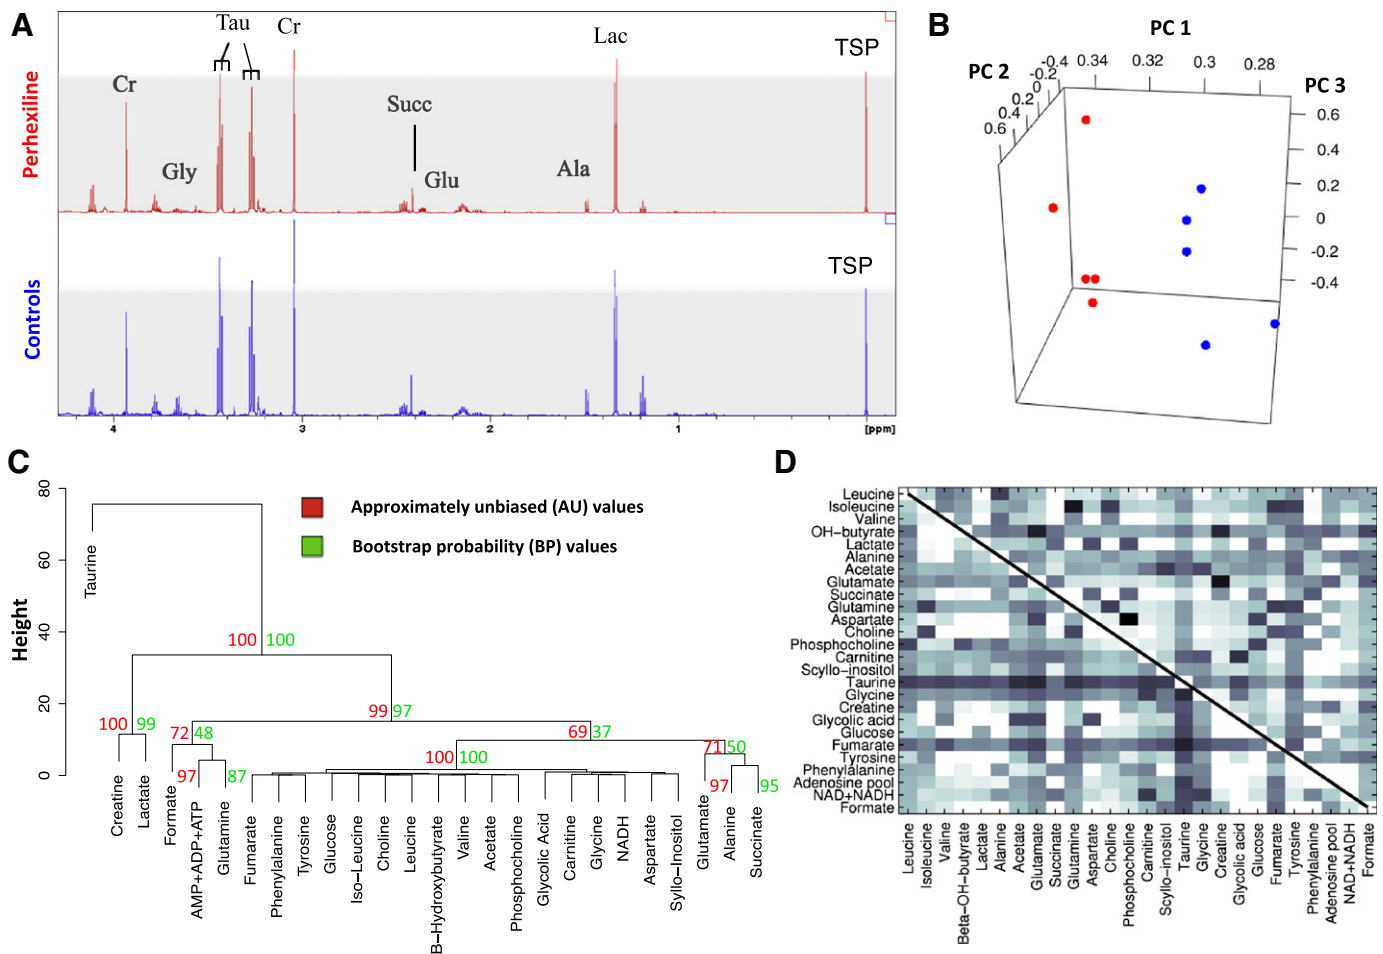 A
Perhexiline
Cr
Gly
Tau
Cr
Succ
Glu
Ala
Lac
TSP
Controls
TSP
4
3
2
1
[ppm]
B
PC 1
PC 2
PC 3
-0.4
-0.2
0
0.2
0.4
0.6
0.34
0.32
0.3
0.28
0.6
0.4
0.2
0
-0.2
-0.4
C
Height
80
60
40
20
0
Approximately unbiased (AU) values
Bootstrap probability (BP) values
100 100
100 99
99 97
72 48
97 87
69 37
100 100
71 50
97 95
Taurine
Creatine
Lactate
Formate
AMP+ADP+ATP
Glutamine
Fumarate
Phenylalanine
Tyrosine
Glucose
Iso−Leucine
Choline
Leucine
B−Hydroxybutyrate
Valine
Acetate
Phosphocholine
Glycolic Acid
Carnitine
Glycine
NADH
Aspartate
Syllo−Inositol
Glutamate
Alanine
Succinate
D
Leucine
Isoleucine
Valine
OH−butyrate
Lactate
Alanine
Acetate
Glutamate
Succinate
Glutamine
Aspartate
Choline
Phosphocholine
Carnitine
Scyllo−inositol
Taurine
Glycine
Creatine
Glycolic acid
Glucose
Fumarate
Tyrosine
Phenylalanine
Adenosine pool
NAD+NADH
Formate
Leucine
Isoleucine
Valine
Beta−OH−butyrate
Lactate
Alanine
Acetate
Glutamate
Succinate
Glutamine
Aspartate
Choline
Phosphocholine
Carnitine
Scyllo−inositol
Taurine
Glycine
Creatine
Glycolic acid
Glucose
Fumarate
Tyrosine
Phenylalanine
Adenosine pool
NAD+NADH
Formate